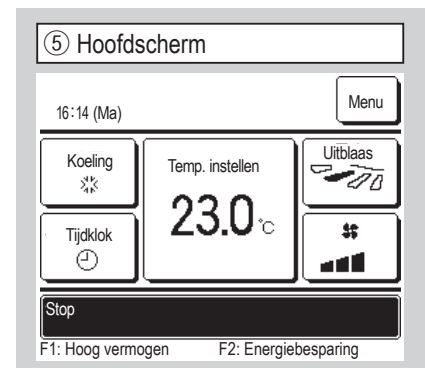 ⑤ Hoofdscherm
16:14 (Ma)
Menu
Koeling
Temp. instellen
Uitblaas
23.0 °C
Tijdklok
Stop
F1: Hoog vermogen F2: Energiebesparing